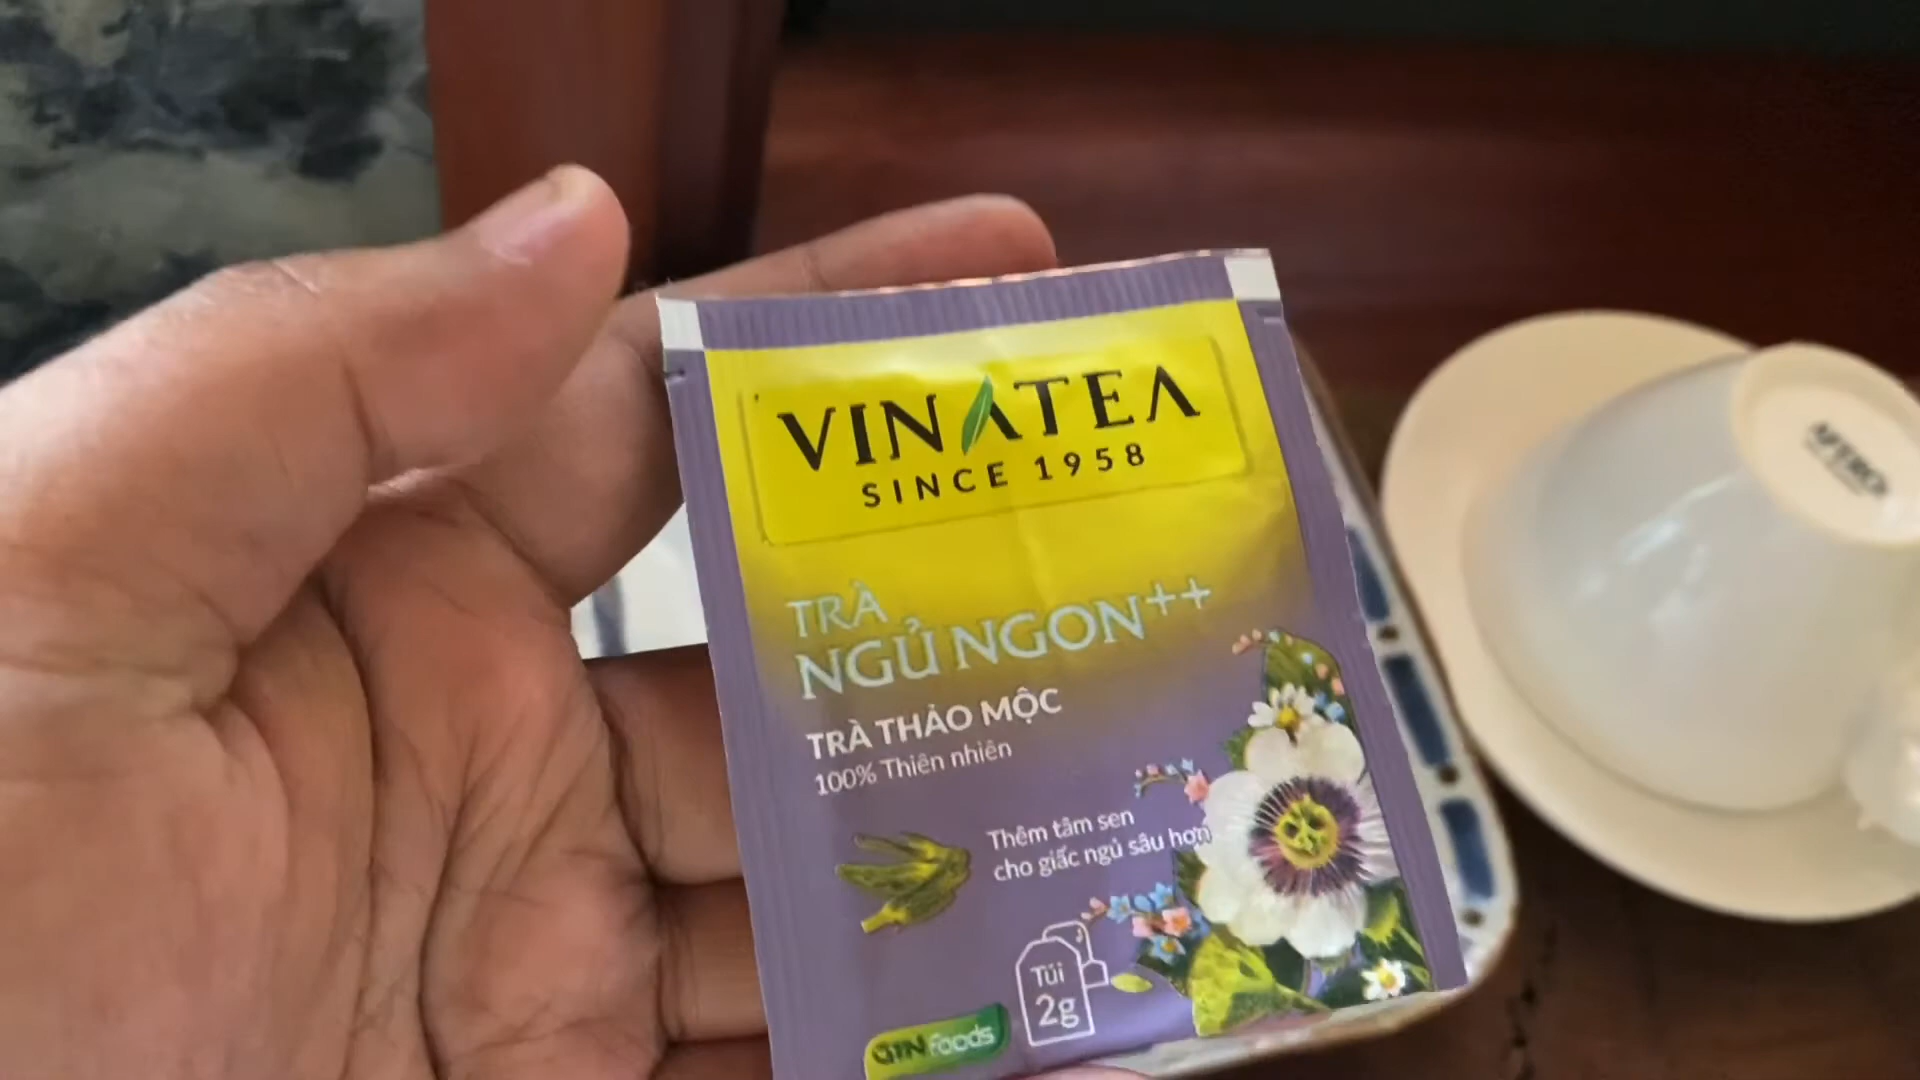 VINATEA
SINCE 1958
TRÀ
NGỦ NGON++
TRÀ THẢO MỘC
100% Thiên nhiên
Thêm tâm sen
cho giấc ngủ sâu hơn
Túi
2g
foods